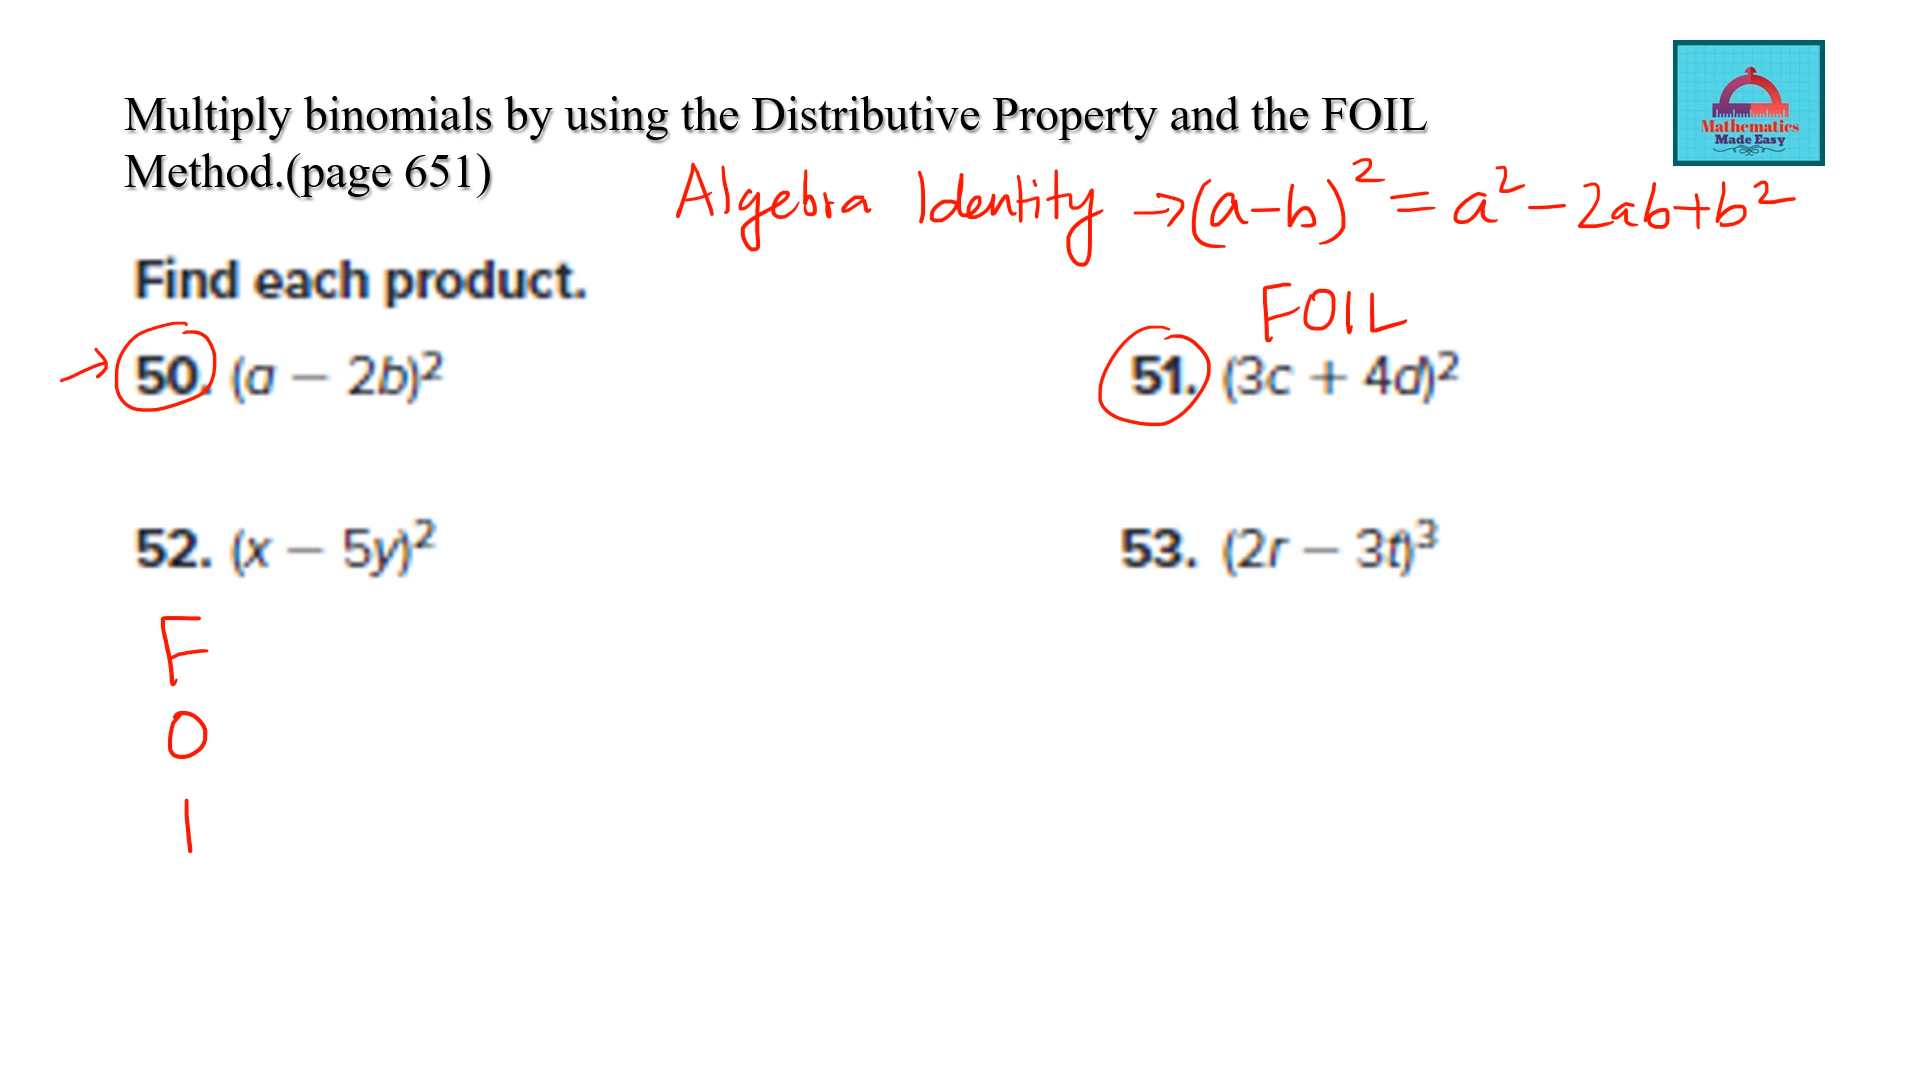 Multiply binomials by using the Distributive Property and the FOIL
Method.(page 651)
Mathematics
Made Easy
Algebra Identity → (a-b)² = a² - 2ab + b²
Find each product.
FOIL
→ 50. (a – 2b)²
51. (3c + 4d)²
52. (x – 5y)²
53. (2r – 3t)³
F
O
I